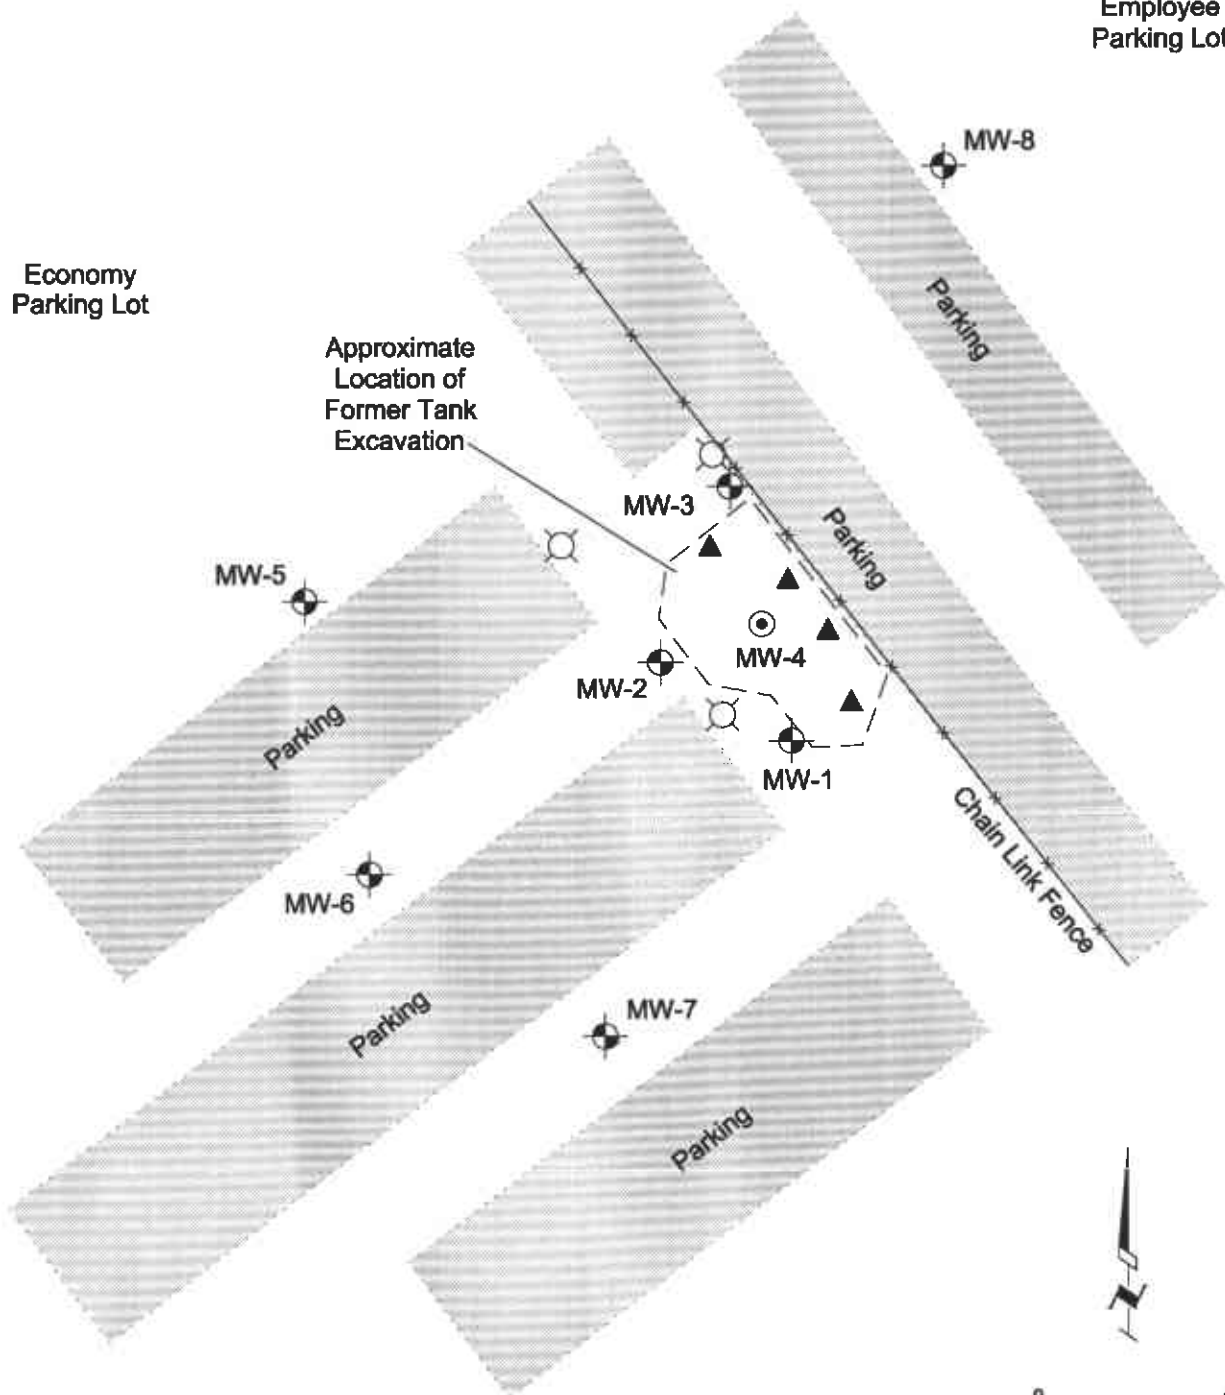 Employee
Parking Lot
MW-8
Economy
Parking Lot
Parking
Approximate
Location of
Former Tank
Excavation
MW-3
Parking
MW-5
MW-4
MW-2
Parking
MW-1
Chain Link Fence
MW-6
MW-7
Parking
Parking
N
0